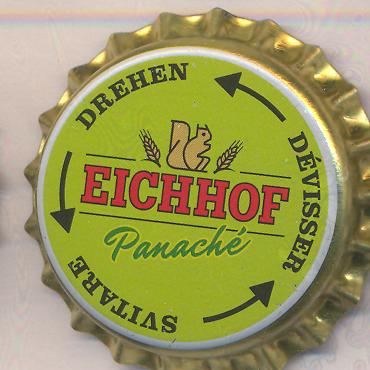 DREHEN
DÉVISSER
SVITARE
EICHHOF
Panaché